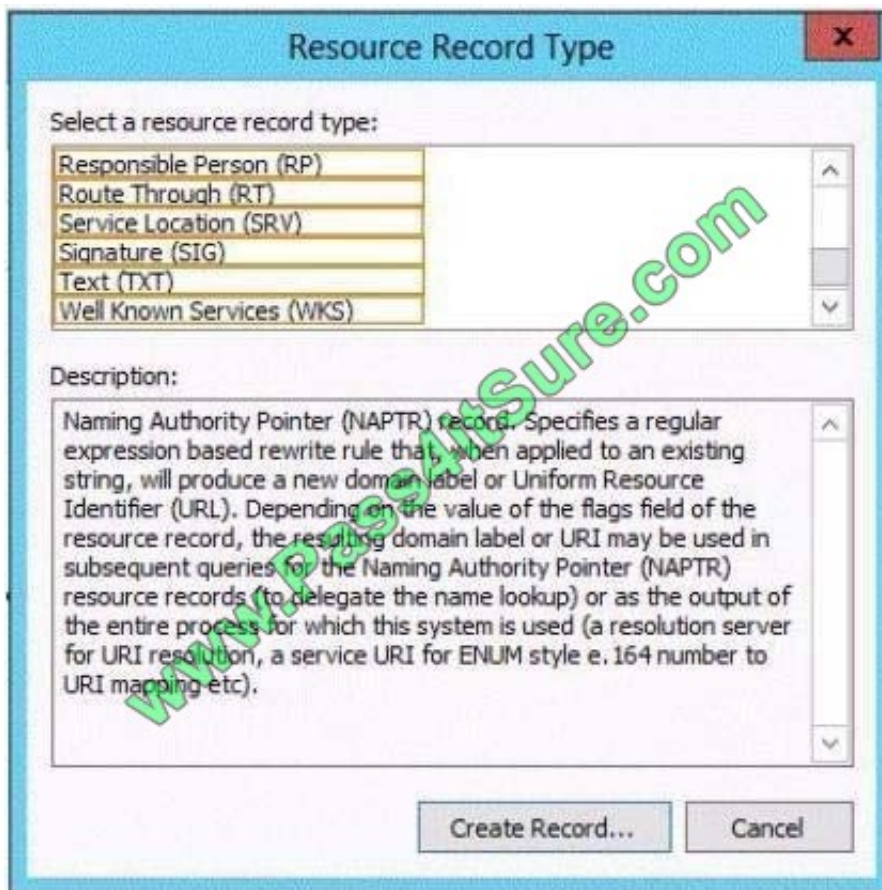 Resource Record Type
x
Select a resource record type:
Responsible Person (RP)
Route Through (RT)
Service Location (SRV)
Signature (SIG)
Text (TXT)
Well Known Services (WKS)
Description:
Naming Authority Pointer (NAPTR) record. Specifies a regular
expression based rewrite rule that, when applied to an existing
string, will produce a new domain label or Uniform Resource
Identifier (URL). Depending on the value of the flags field of the
resource record, the resulting domain label or URI may be used in
subsequent queries for the Naming Authority Pointer (NAPTR)
resource records (to delegate the name lookup) or as the output of
the entire process for which this system is used (a resolution server
for URI resolution, a service URI for ENUM style e.164 number to
URI mapping etc).
www.Pass4itSure.com
Create Record...
Cancel